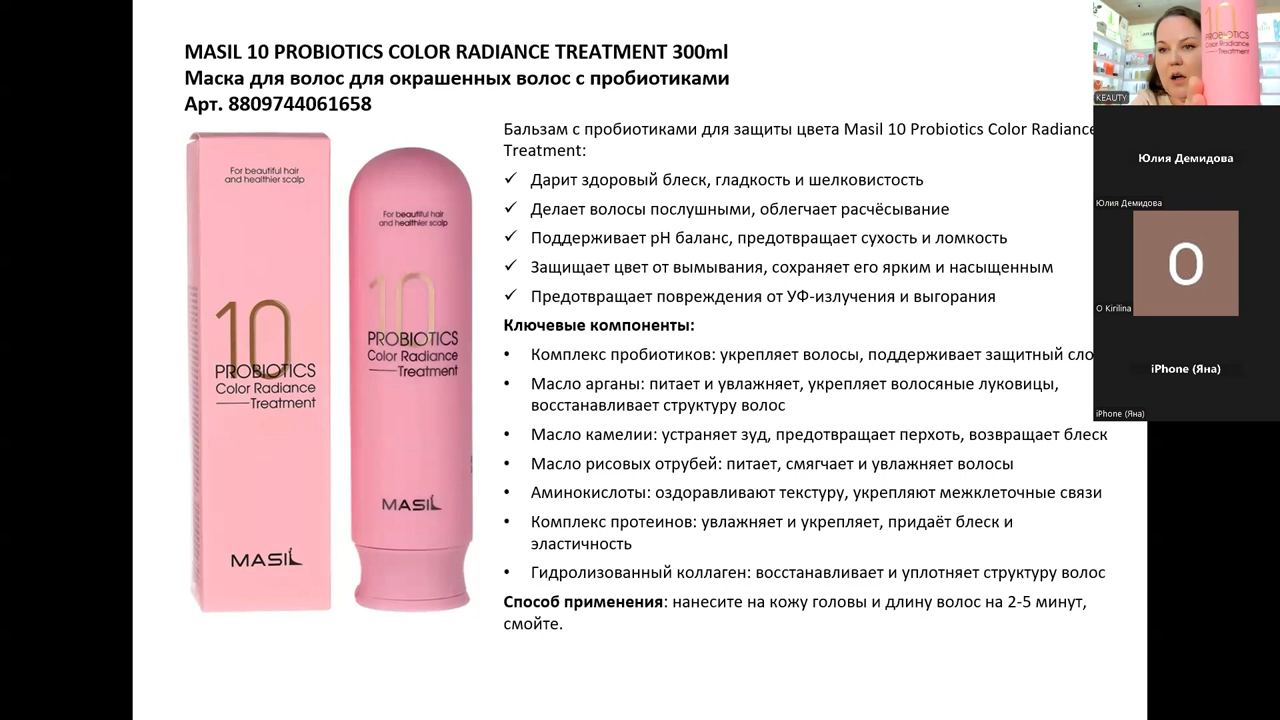 MASIL 10 PROBIOTICS COLOR RADIANCE TREATMENT 300ml
Маска для волос для окрашенных волос с пробиотиками
Арт. 8809744061658
For beautiful hair
and healthier scalp
10
PROBIOTICS
Color Radiance
Treatment
MASIL
For beautiful hair
and healthier scalp
10
PROBIOTICS
Color Radiance
Treatment
MASIL
Бальзам с пробиотиками для защиты цвета Masil 10 Probiotics Color Radiance
Treatment:
✓ Дарит здоровый блеск, гладкость и шелковистость
✓ Делает волосы послушными, облегчает расчёсывание
✓ Поддерживает pH баланс, предотвращает сухость и ломкость
✓ Защищает цвет от вымывания, сохраняет его ярким и насыщенным
✓ Предотвращает повреждения от УФ-излучения и выгорания
Ключевые компоненты:
• Комплекс пробиотиков: укрепляет волосы, поддерживает защитный сло
• Масло арганы: питает и увлажняет, укрепляет волосяные луковицы,
восстанавливает структуру волос
• Масло камелии: устраняет зуд, предотвращает перхоть, возвращает блеск
• Масло рисовых отрубей: питает, смягчает и увлажняет волосы
• Аминокислоты: оздоравливают текстуру, укрепляют межклеточные связи
• Комплекс протеинов: увлажняет и укрепляет, придаёт блеск и
эластичность
• Гидролизованный коллаген: восстанавливает и уплотняет структуру волос
Способ применения: нанесите на кожу головы и длину волос на 2-5 минут,
смойте.
10
PROBIOTICS
Color Radiance
Treatment
KEAUTY
Юлия Демидова
Юлия Демидова
O
O Kirilina
iPhone (Яна)
iPhone (Яна)